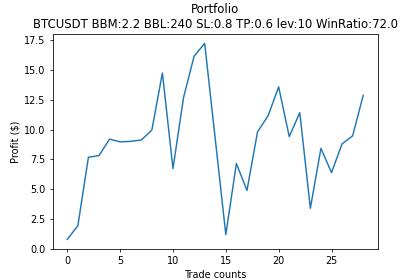 Portfolio
BTCUSDT BBM:2.2 BBL:240 SL:0.8 TP:0.6 lev:10 WinRatio:72.0
17.5
15.0
12.5
10.0
7.5
5.0
2.5
0.0
Profit ($)
0 5 10 15 20 25
Trade counts